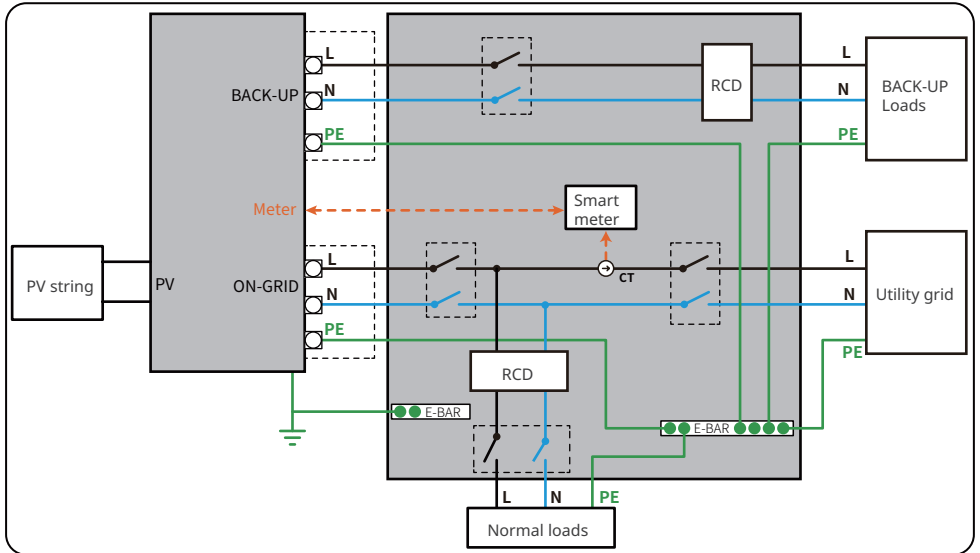 L
BACK-UP
N
PE
RCD
L
N
PE
BACK-UP
Loads
Meter
Smart
meter
PV string
PV
ON-GRID
L
N
PE
CT
L
N
PE
Utility grid
RCD
E-BAR
E-BAR
L
N
PE
Normal loads